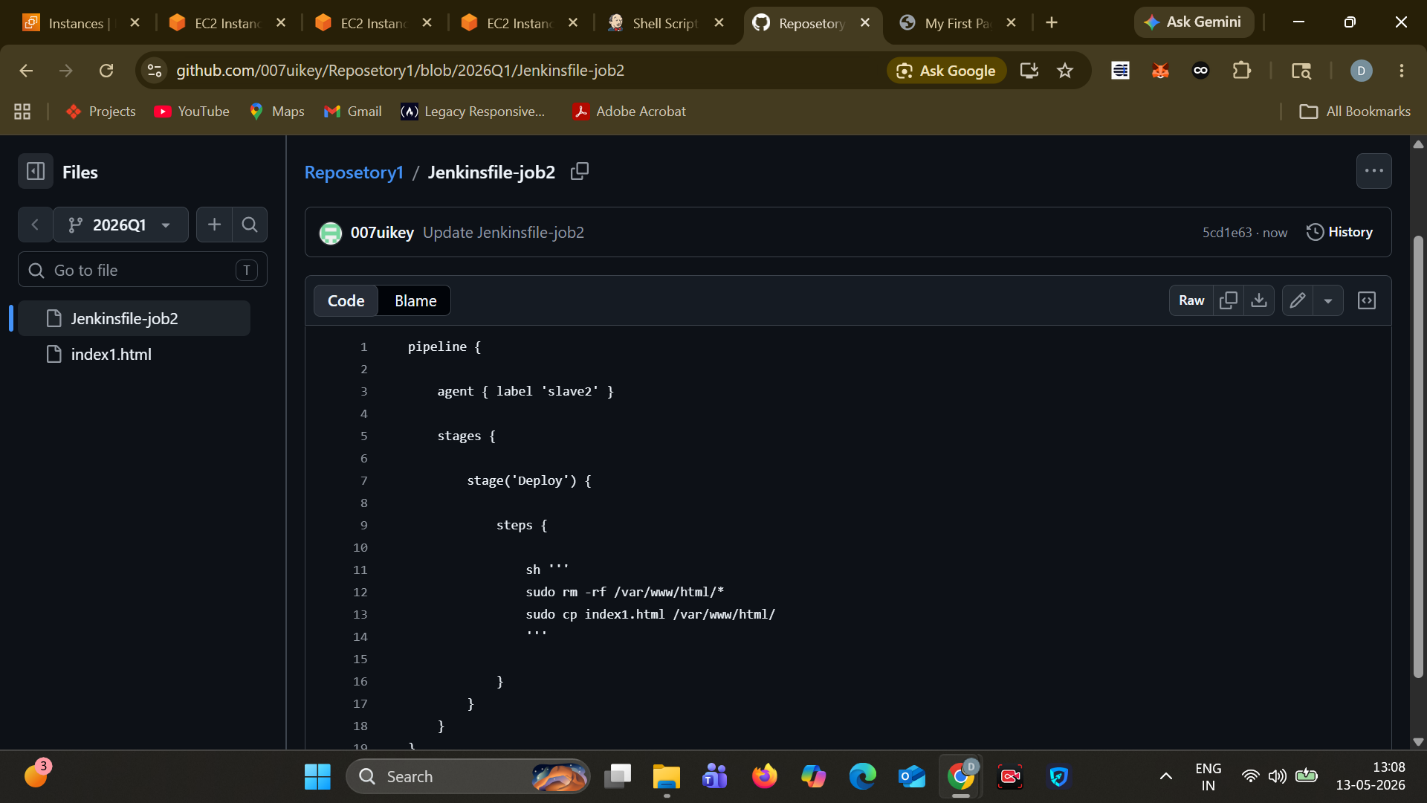 Instances |
EC2 Instanc
EC2 Instanc
EC2 Instanc
Shell Script
Reposetory
My First Pa
Ask Gemini
github.com/007uikey/Reposetory1/blob/2026Q1/Jenkinsfile-job2
Ask Google
D
Projects
YouTube
Maps
Gmail
Legacy Responsive...
Adobe Acrobat
All Bookmarks
Files
Reposetory1 / Jenkinsfile-job2
2026Q1
007uikey Update Jenkinsfile-job2
5cd1e63 · now
History
Go to file
T
Code
Blame
Raw
Jenkinsfile-job2
index1.html
1 pipeline {
2
3 agent { label 'slave2' }
4
5 stages {
6
7 stage('Deploy') {
8
9 steps {
10
11 sh '''
12 sudo rm -rf /var/www/html/*
13 sudo cp index1.html /var/www/html/
14 '''
15
16 }
17 }
18 }
19 }
3
Search
D
ENG
IN
13:08
13-05-2026